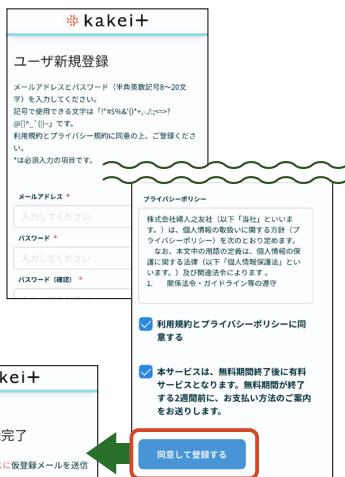 kakei+
ユーザ新規登録
メールアドレスとパスワード（半角英数記号8〜20文
字）を入力してください。
記号で使用できる文字は「!"#$%&'()*+,-./:;<=>?
@[]^_`{|}~」です。
利用規約とプライバシー規約に同意の上、ご登録くださ
い。
*は必須入力の項目です。
メールアドレス *
入力してください
パスワード *
入力してください
パスワード（確認） *
プライバシーポリシー
株式会社婦人之友社（以下「当社」といいま
す。）は、個人情報の取扱いに関する方針（プ
ライバシーポリシー）を次のとおり定めます。
なお、本文中の用語の定義は、個人情報の保
護に関する法律（以下「個人情報保護法」とい
います。）及び関連法令によります。
1. 関係法令・ガイドライン等の遵守
利用規約とプライバシーポリシーに同
意する
本サービスは、無料期間終了後に有料
サービスとなります。無料期間が終了
する2週間前に、お支払い方法のご案内
をお送りします。
同意して登録する
kei+
完了
に仮登録メールを送信